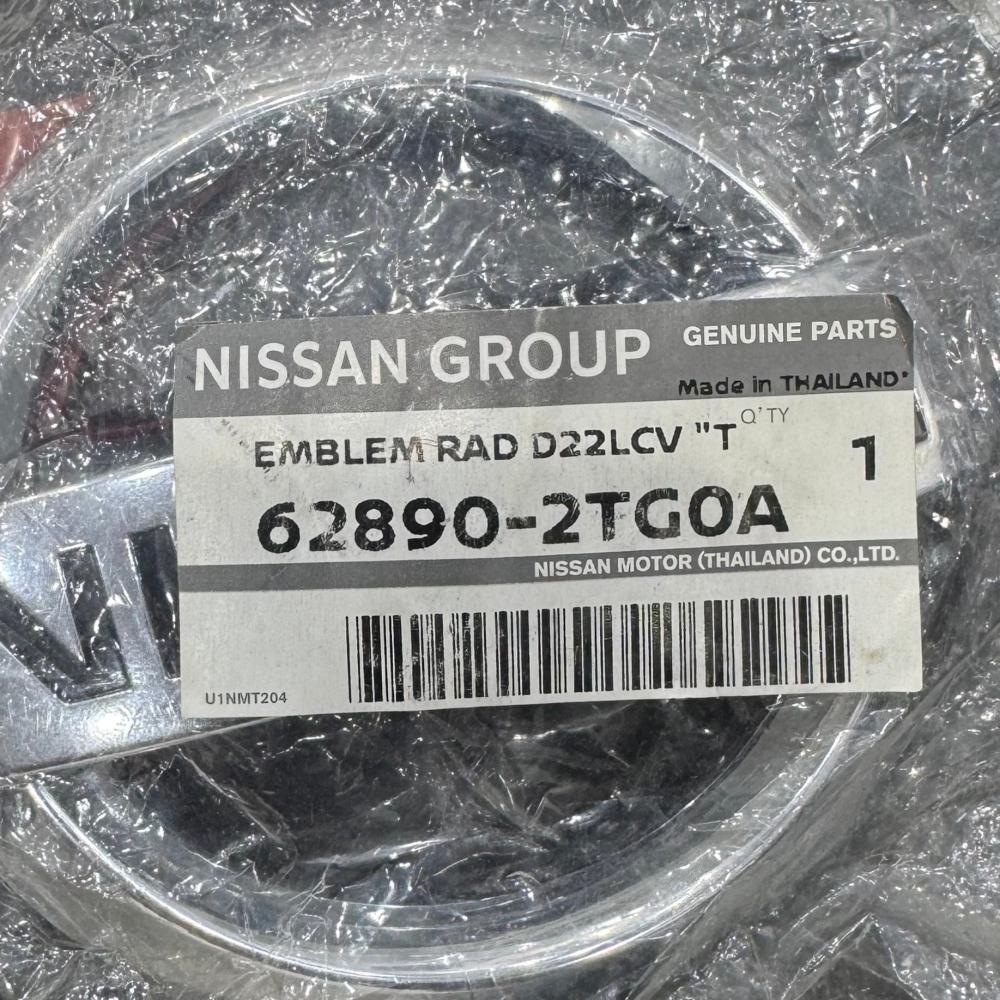 NISSAN GROUP
GENUINE PARTS
Made in THAILAND*
EMBLEM RAD D22LCV "T
Q'TY
1
62890-2TG0A
NISSAN MOTOR (THAILAND) CO.,LTD.
U1NMT204